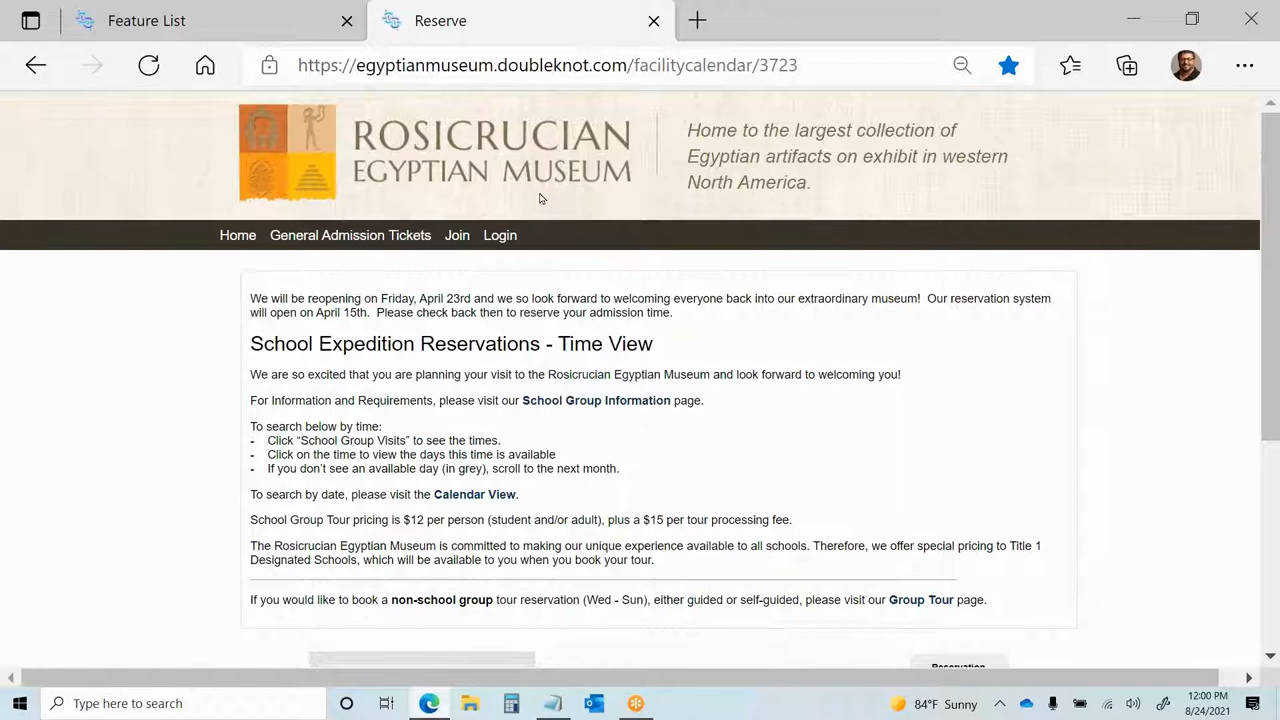 Feature List
Reserve
https://egyptianmuseum.doubleknot.com/facilitycalendar/3723
ROSICRUCIAN
EGYPTIAN MUSEUM
Home to the largest collection of
Egyptian artifacts on exhibit in western
North America.
Home General Admission Tickets Join Login
We will be reopening on Friday, April 23rd and we so look forward to welcoming everyone back into our extraordinary museum! Our reservation system
will open on April 15th. Please check back then to reserve your admission time.
School Expedition Reservations - Time View
We are so excited that you are planning your visit to the Rosicrucian Egyptian Museum and look forward to welcoming you!
For Information and Requirements, please visit our School Group Information page.
To search below by time:
- Click “School Group Visits” to see the times.
- Click on the time to view the days this time is available
- If you don’t see an available day (in grey), scroll to the next month.
To search by date, please visit the Calendar View.
School Group Tour pricing is $12 per person (student and/or adult), plus a $15 per tour processing fee.
The Rosicrucian Egyptian Museum is committed to making our unique experience available to all schools. Therefore, we offer special pricing to Title 1
Designated Schools, which will be available to you when you book your tour.
If you would like to book a non-school group tour reservation (Wed - Sun), either guided or self-guided, please visit our Group Tour page.
Reservation
Type here to search
84°F Sunny
12:00 PM
8/24/2021